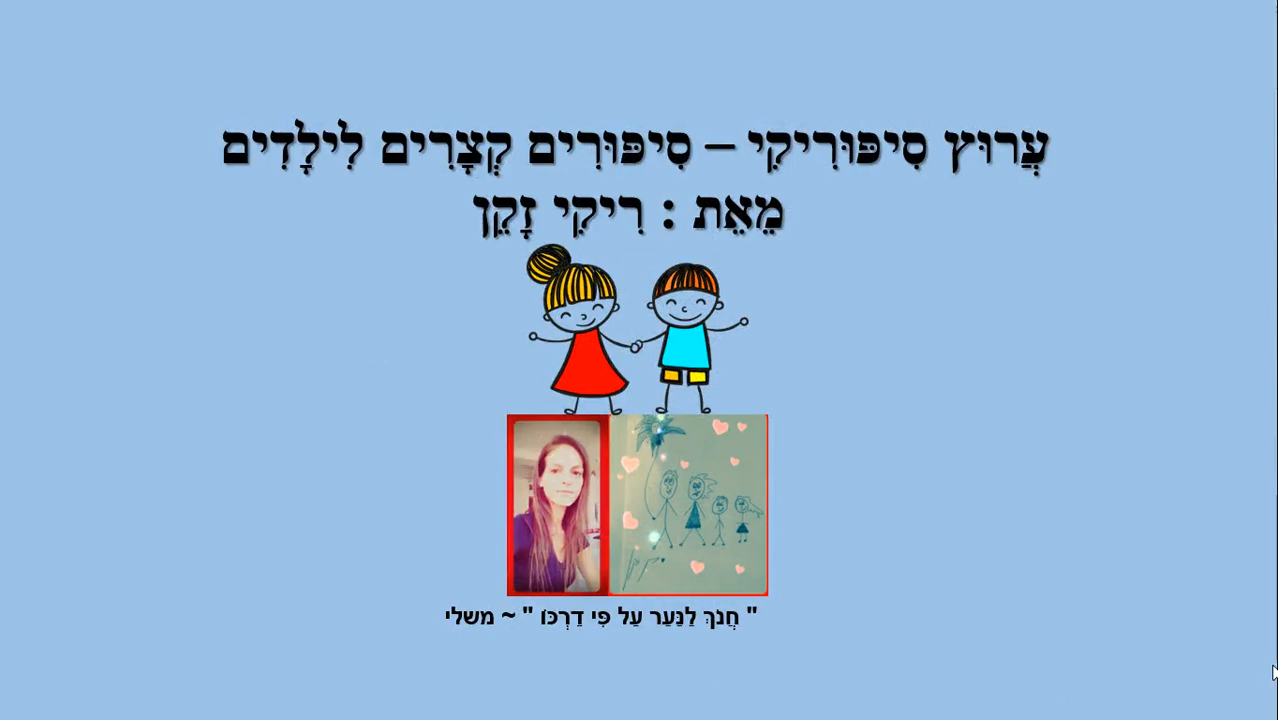 עֲרוּץ סִיפּוּרִיקִי – סִיפּוּרִים קְצָרִים לִילָדִים
מֵאֵת : רִיקִי זָקֵן
" חֲנֹךְ לַנַּעַר עַל פִּי דַרְכּוֹ " ~ משלי